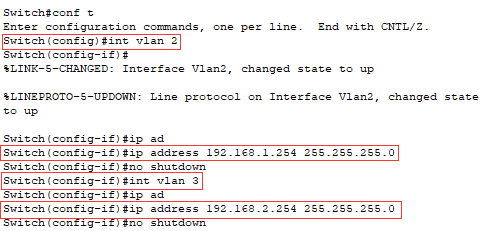 Switch#conf t
Enter configuration commands, one per line.  End with CNTL/Z.
Switch(config)#int vlan 2
Switch(config-if)#
%LINK-5-CHANGED: Interface Vlan2, changed state to up
%LINEPROTO-5-UPDOWN: Line protocol on Interface Vlan2, changed state
to up
Switch(config-if)#ip ad
Switch(config-if)#ip address 192.168.1.254 255.255.255.0
Switch(config-if)#no shutdown
Switch(config-if)#int vlan 3
Switch(config-if)#ip ad
Switch(config-if)#ip address 192.168.2.254 255.255.255.0
Switch(config-if)#no shutdown